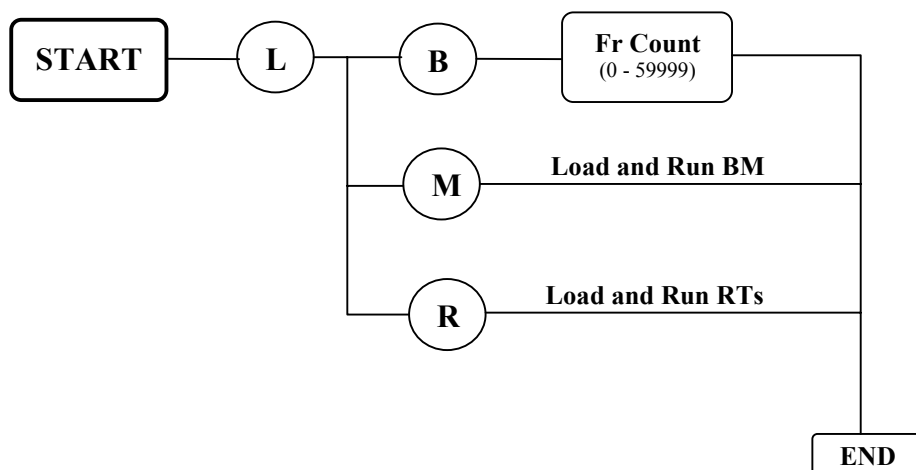 START
L
B
Fr Count
(0 - 59999)
M
Load and Run BM
R
Load and Run RTs
END